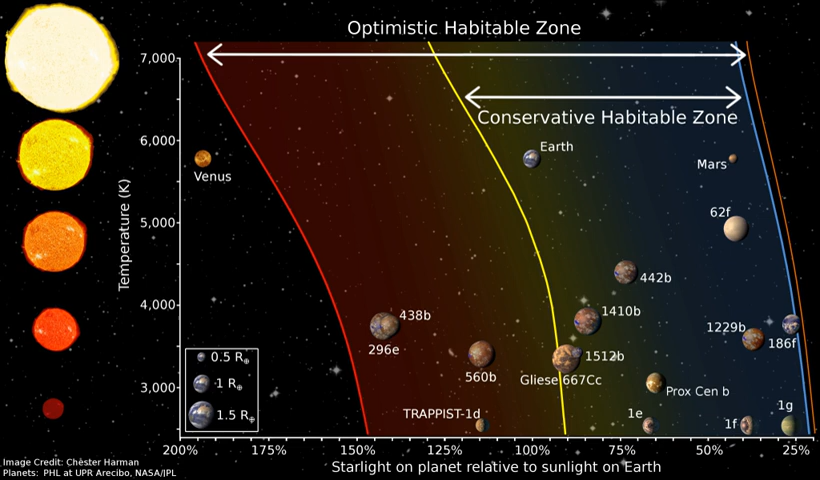 Optimistic Habitable Zone
7,000
Conservative Habitable Zone
6,000
Earth
Venus
Mars
62f
5,000
Temperature (K)
442b
4,000
438b
1410b
296e
1229b
186f
1512b
560b
Gliese 667Cc
0.5 R⊕
1 R⊕
1.5 R⊕
3,000
Prox Cen b
TRAPPIST-1d
1e
1f
1g
200% 175% 150% 125% 100% 75% 50% 25%
Starlight on planet relative to sunlight on Earth
Image Credit: Chester Harman
Planets: PHL at UPR Arecibo, NASA/JPL